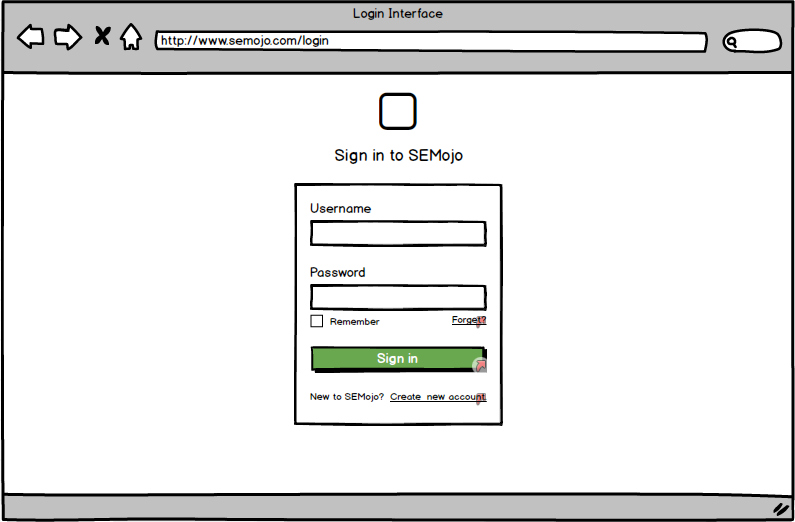 Login Interface
http://www.semojo.com/login
Sign in to SEMojo
Username
Password
Remember Forget?
Sign in
New to SEMojo? Create new account